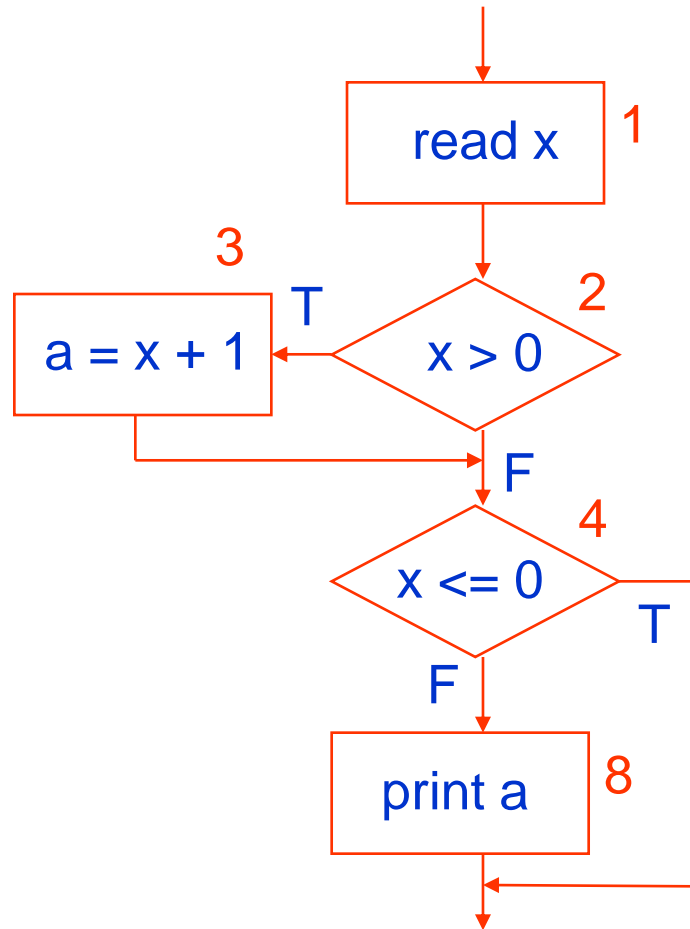 1
read x
3
T
2
a = x + 1
x > 0
F
4
x <= 0
T
F
8
print a